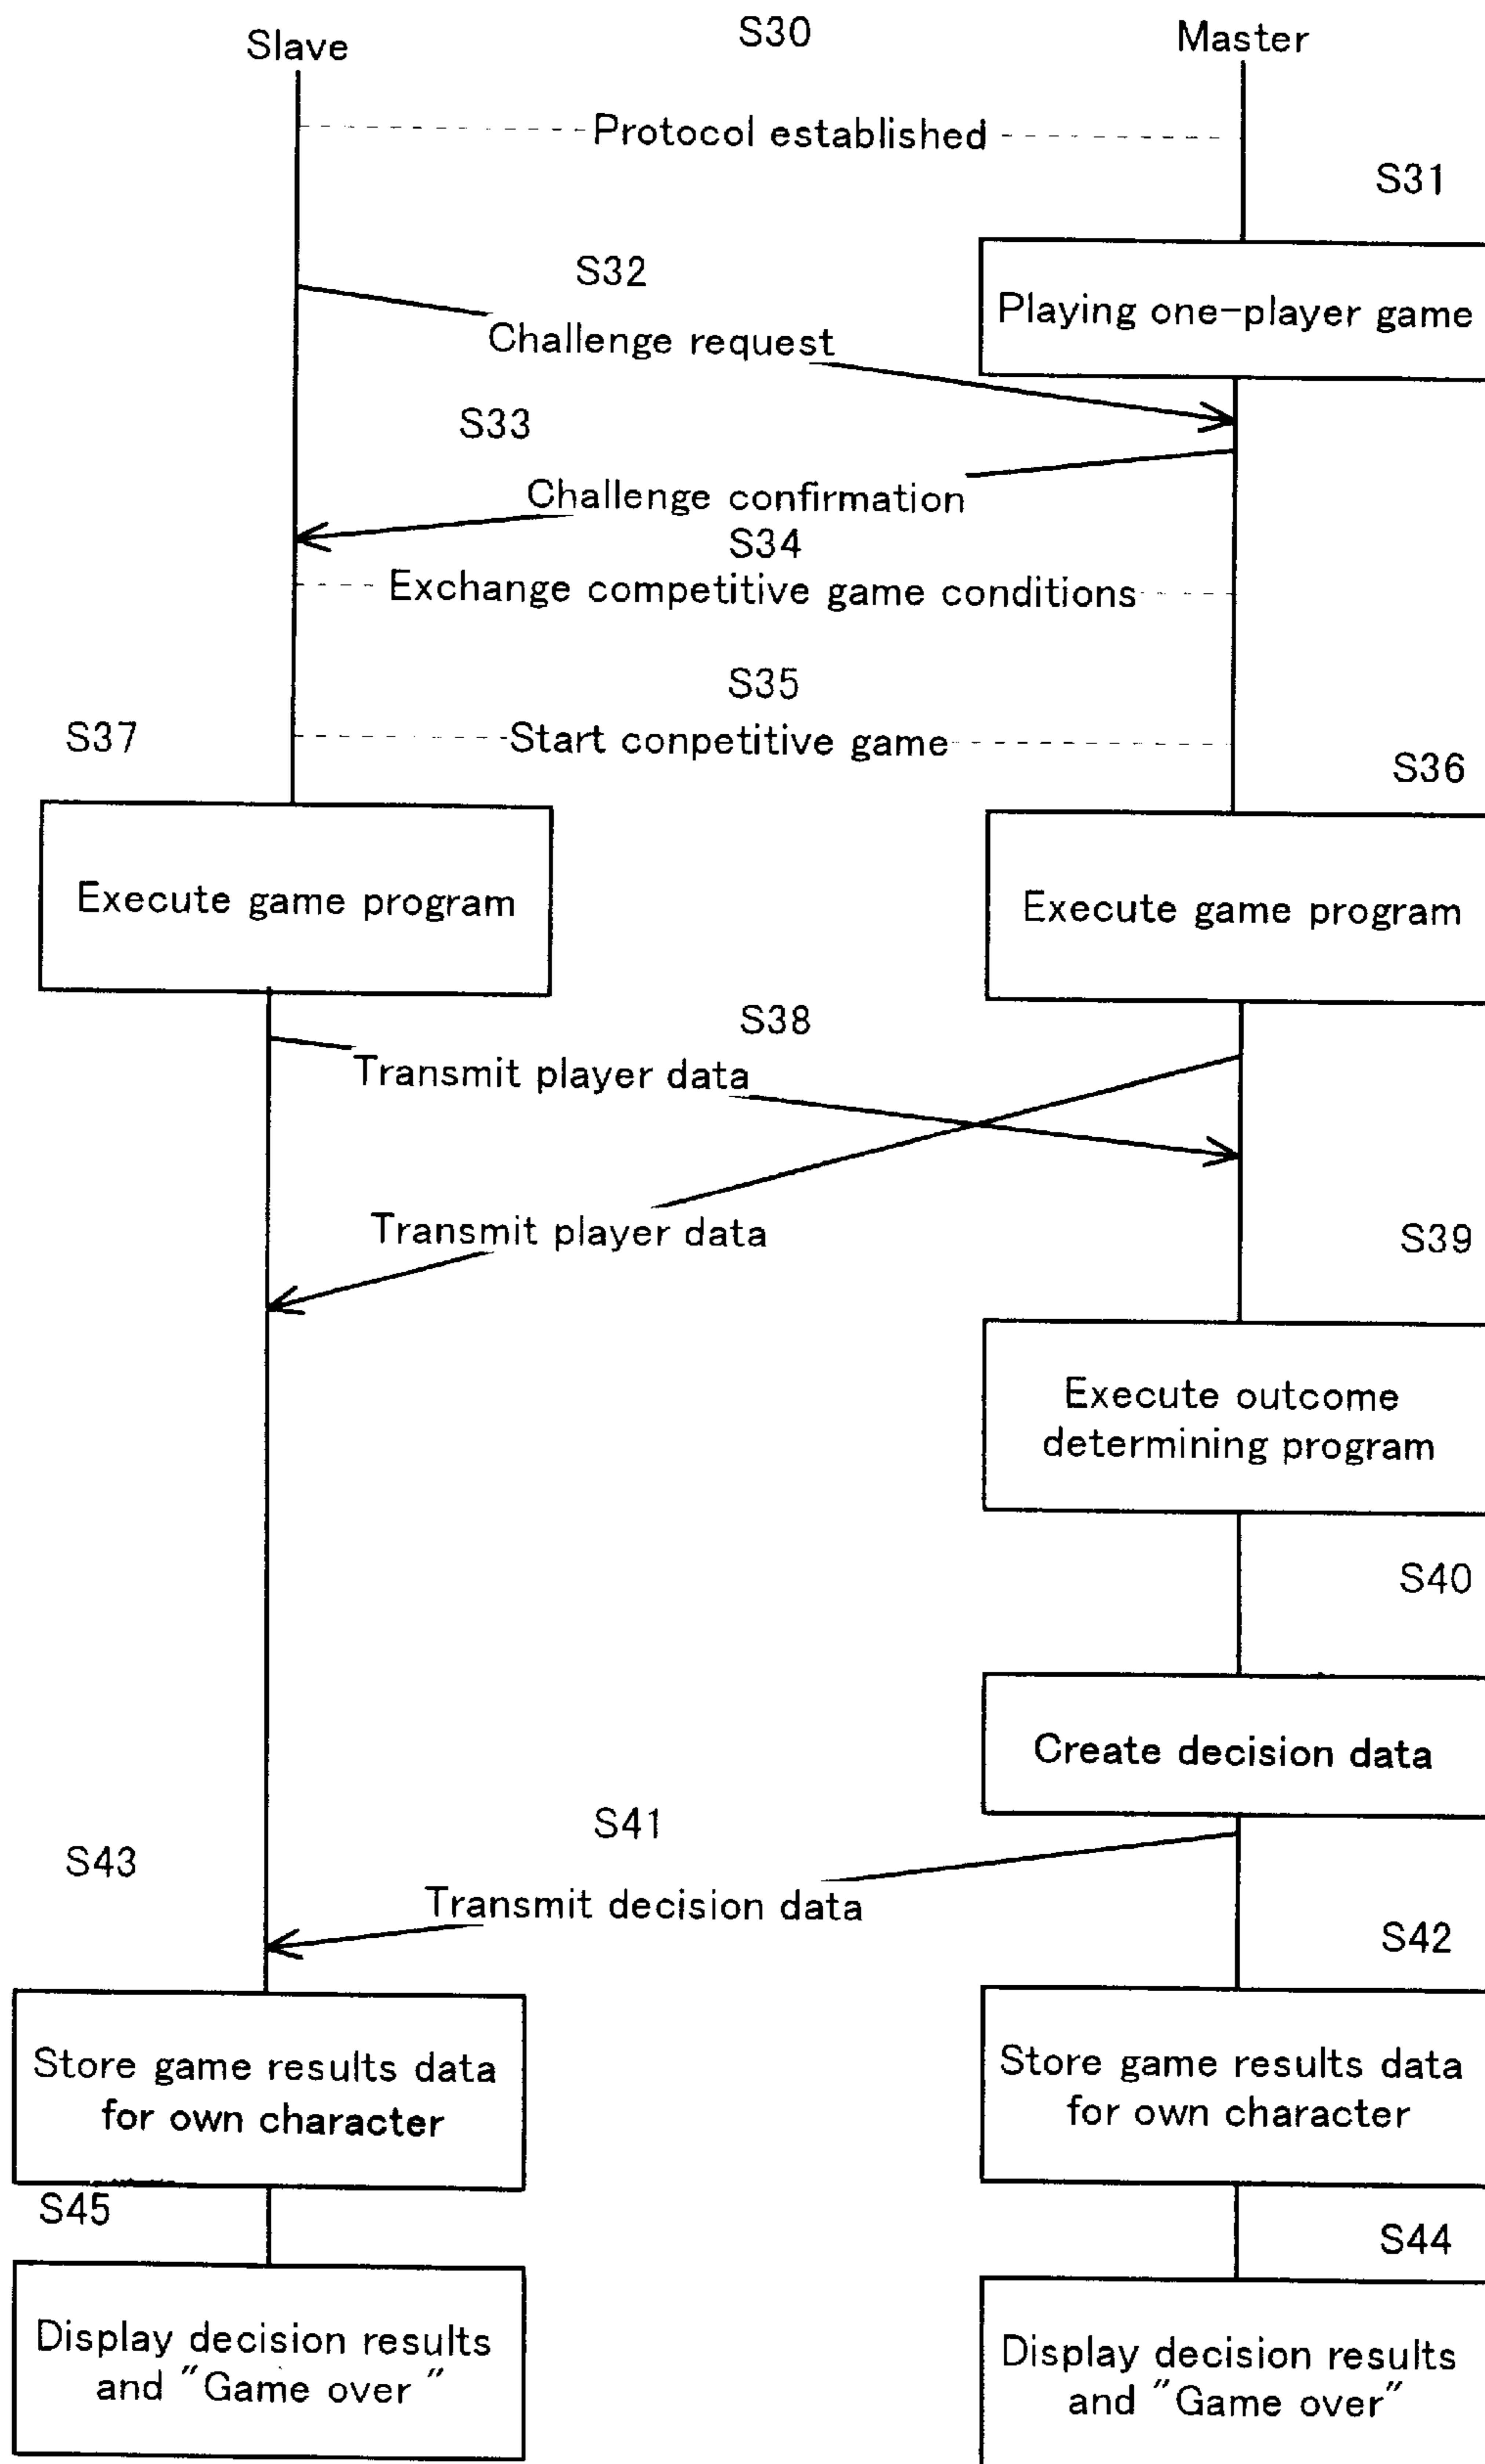 S30
Slave
Master
Protocol established
S31
S32
Playing one-player game
Challenge request
S33
Challenge confirmation
S34
Exchange competitive game conditions
S35
S37
Start conpetitive game
S36
Execute game program
Execute game program
S38
Transmit player data
Transmit player data
S39
Execute outcome
determining program
S40
Create decision data
S41
S43
Transmit decision data
S42
Store game results data
for own character
Store game results data
for own character
S45
S44
Display decision results
and "Game over "
Display decision results
and "Game over"